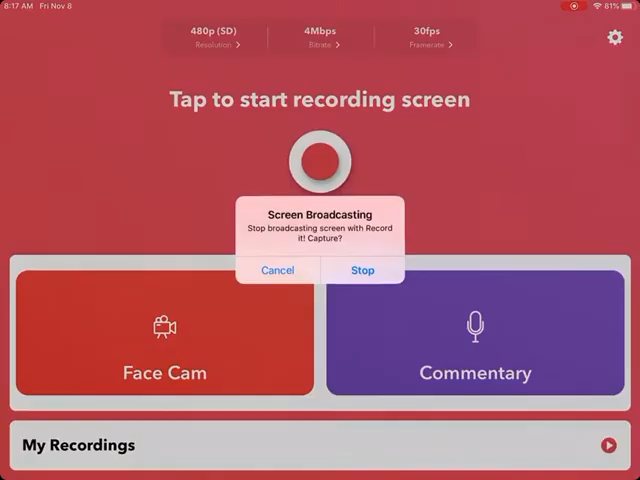 8:17 AM Fri Nov 8
81%
480p (SD)
4Mbps
30fps
Resolution >
Bitrate >
Framerate >
Tap to start recording screen
Screen Broadcasting
Stop broadcasting screen with Record
it! Capture?
Cancel
Stop
Face Cam
Commentary
My Recordings